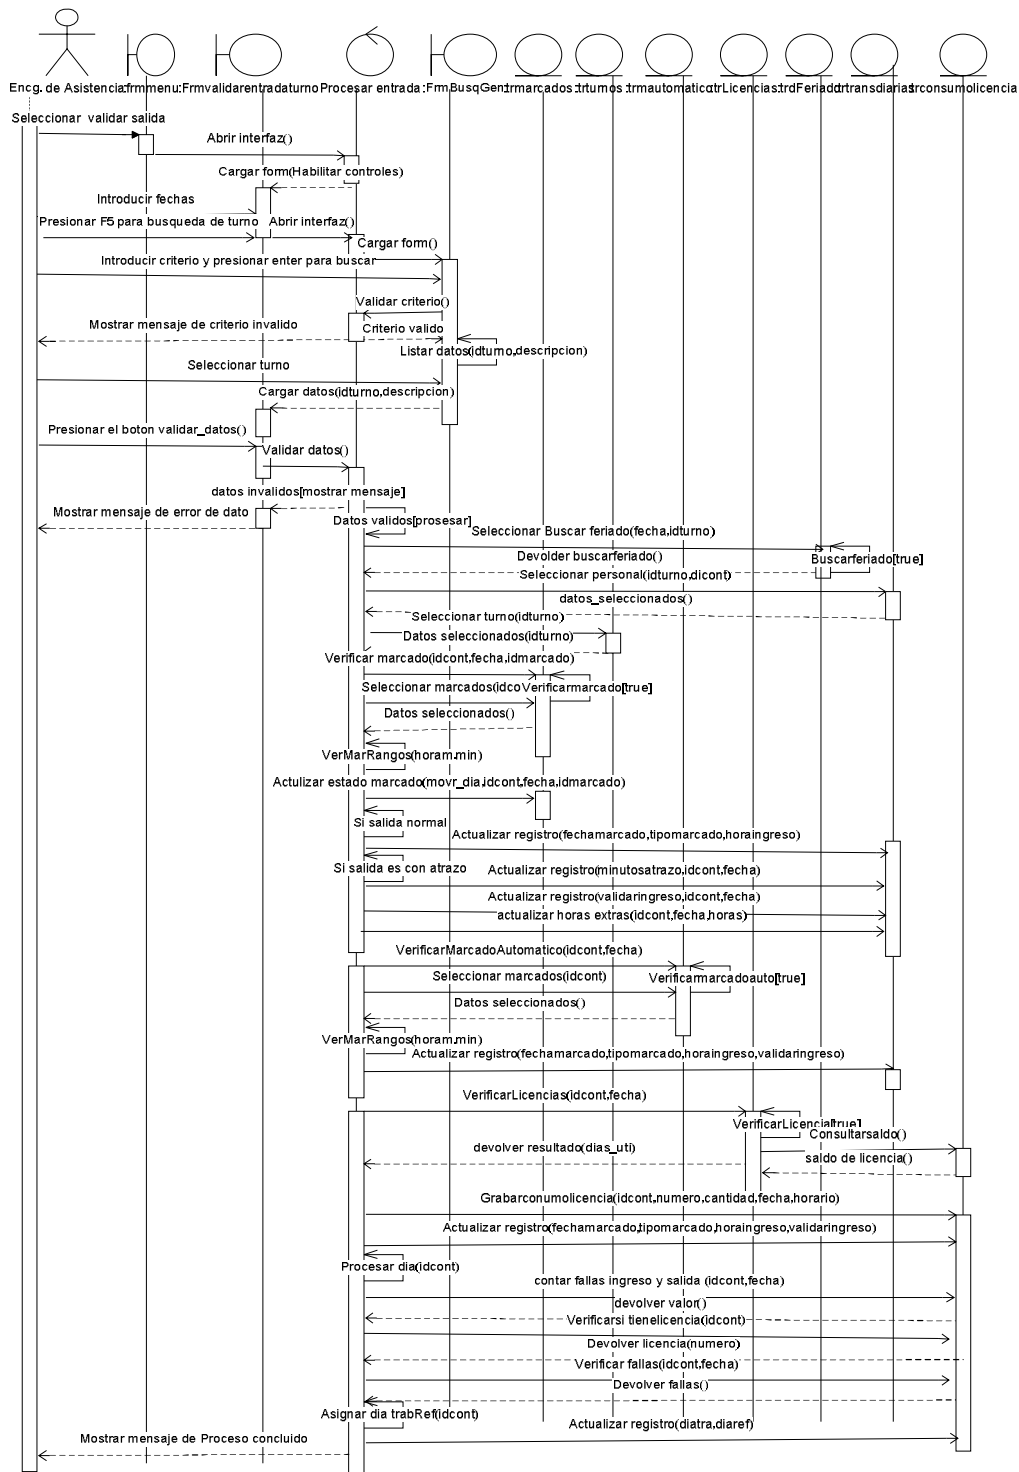 Encg. de Asistencia :frmmenu :Frmvalidarentradaturno Procesar entrada :FrmBusqGen :trmarcados :trturnos :trmautomatico :trLicencias :trdFeriado :trtransdiarias trconsumolicencia
Seleccionar validar salida
Abrir interfaz()
Cargar form(Habilitar controles)
Introducir fechas
Presionar F5 para busqueda de turno
Abrir interfaz()
Cargar form()
Introducir criterio y presionar enter para buscar
Validar criterio()
Mostrar mensaje de criterio invalido
Criterio valido
Listar datos(idturno,descripcion)
Seleccionar turno
Cargar datos(idturno,descripcion)
Presionar el boton validar_datos()
Validar datos()
datos invalidos[mostrar mensaje]
Mostrar mensaje de error de dato
Datos validos[prosesar]
Seleccionar Buscar feriado(fecha,idturno)
Devolder buscarferiado()
Buscarferiado[true]
Seleccionar personal(idturno,dicont)
datos_seleccionados()
Seleccionar turno(idturno)
Datos seleccionados(idturno)
Verificar marcado(idcont,fecha,idmarcado)
Seleccionar marcados(idco
Verificarmarcado[true]
Datos seleccionados()
VerMarRangos(horam.min)
Actulizar estado marcado(movr_dia,idcont,fecha,idmarcado)
Si salida normal
Actualizar registro(fechamarcado,tipomarcado,horaingreso)
Si salida es con atrazo
Actualizar registro(minutosatrazo,idcont,fecha)
Actualizar registro(validaringreso,idcont,fecha)
actualizar horas extras(idcont,fecha,horas)
VerificarMarcadoAutomatico(idcont,fecha)
Seleccionar marcados(idcont)
Verificarmarcadoauto[true]
Datos seleccionados()
VerMarRangos(horam.min)
Actualizar registro(fechamarcado,tipomarcado,horaingreso,validaringreso)
VerificarLicencias(idcont,fecha)
VerificarLicencia[true]
Consultarsaldo()
devolver resultado(dias_uti)
saldo de licencia()
Grabarconumolicencia(idcont,numero,cantidad,fecha,horario)
Actualizar registro(fechamarcado,tipomarcado,horaingreso,validaringreso)
Procesar dia(idcont)
contar fallas ingreso y salida (idcont,fecha)
devolver valor()
Verificarsi tienelicencia(idcont)
Devolver licencia(numero)
Verificar fallas(idcont,fecha)
Devolver fallas()
Asignar dia trabRef(idcont)
Actualizar registro(diatra,diaref)
Mostrar mensaje de Proceso concluido